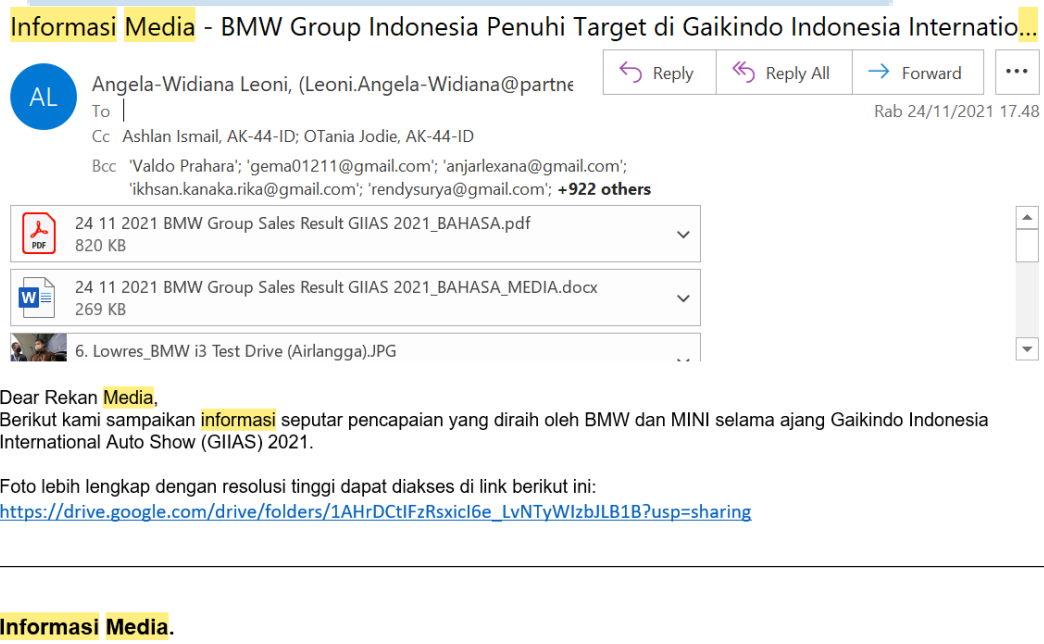 Informasi Media - BMW Group Indonesia Penuhi Target di Gaikindo Indonesia Internatio...
AL
Angela-Widiana Leoni, (Leoni.Angela-Widiana@partne
Reply
Reply All
Forward
To
Rab 24/11/2021 17.48
Cc Ashlan Ismail, AK-44-ID; OTania Jodie, AK-44-ID
Bcc 'Valdo Prahara'; 'gema01211@gmail.com'; 'anjarlexana@gmail.com';
'ikhsan.kanaka.rika@gmail.com'; 'rendysurya@gmail.com'; +922 others
PDF
24 11 2021 BMW Group Sales Result GIIAS 2021_BAHASA.pdf
820 KB
W
24 11 2021 BMW Group Sales Result GIIAS 2021_BAHASA_MEDIA.docx
269 KB
6. Lowres_BMW i3 Test Drive (Airlangga).JPG
Dear Rekan Media,
Berikut kami sampaikan informasi seputar pencapaian yang diraih oleh BMW dan MINI selama ajang Gaikindo Indonesia
International Auto Show (GIIAS) 2021.
Foto lebih lengkap dengan resolusi tinggi dapat diakses di link berikut ini:
https://drive.google.com/drive/folders/1AHrDCtIFzRsxicI6e_LvNTyWIzbJLB1B?usp=sharing
Informasi Media.